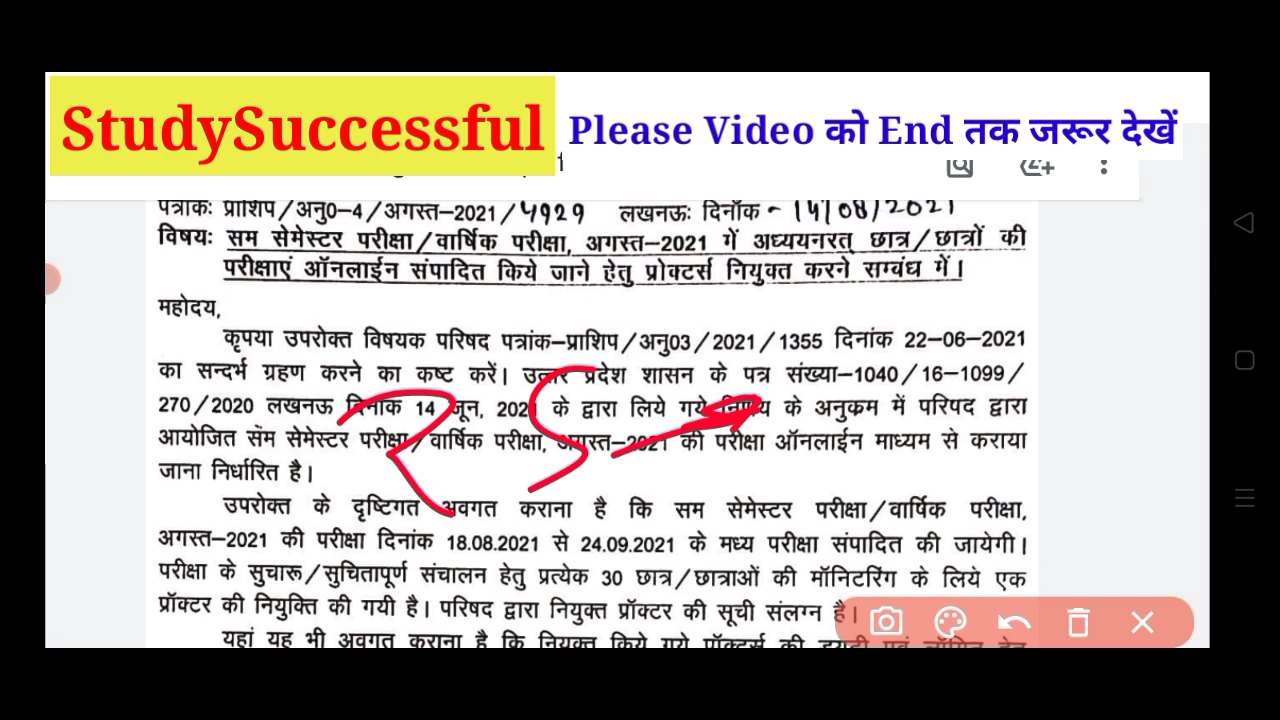 StudySuccessful
Please Video को End तक जरूर देखें
पत्रांकः प्राशिप/अनु0–4/अगस्त–2021/4929 लखनऊः दिनाँक - 14/08/2021
विषयः सम सेमेस्टर परीक्षा/वार्षिक परीक्षा, अगस्त–2021 में अध्ययनरत् छात्र/छात्रों की
परीक्षाएं ऑनलाईन संपादित किये जाने हेतु प्रोक्टर्स नियुक्त करने सम्बंध में।
महोदय,
कृपया उपरोक्त विषयक परिषद पत्रांक–प्राशिप/अनु03/2021/1355 दिनांक 22–06–2021
का सन्दर्भ ग्रहण करने का कष्ट करें। उत्तर प्रदेश शासन के पत्र संख्या–1040/16–1099/
270/2020 लखनऊ दिनांक 14 जून, 2021 के द्वारा लिये गये निर्णय के अनुक्रम में परिषद द्वारा
आयोजित सम सेमेस्टर परीक्षा/वार्षिक परीक्षा, अगस्त–2021 की परीक्षा ऑनलाईन माध्यम से कराया
जाना निर्धारित है।
उपरोक्त के दृष्टिगत अवगत कराना है कि सम सेमेस्टर परीक्षा/वार्षिक परीक्षा,
अगस्त–2021 की परीक्षा दिनांक 18.08.2021 से 24.09.2021 के मध्य परीक्षा संपादित की जायेगी।
परीक्षा के सुचारू/सुचितापूर्ण संचालन हेतु प्रत्येक 30 छात्र/छात्राओं की मॉनिटरिंग के लिये एक
प्रॉक्टर की नियुक्ति की गयी है। परिषद द्वारा नियुक्त प्रॉक्टर की सूची संलग्न है।
यहां यह भी अवगत कराना है कि नियुक्त किये गये प्रॉक्टर्स की
25